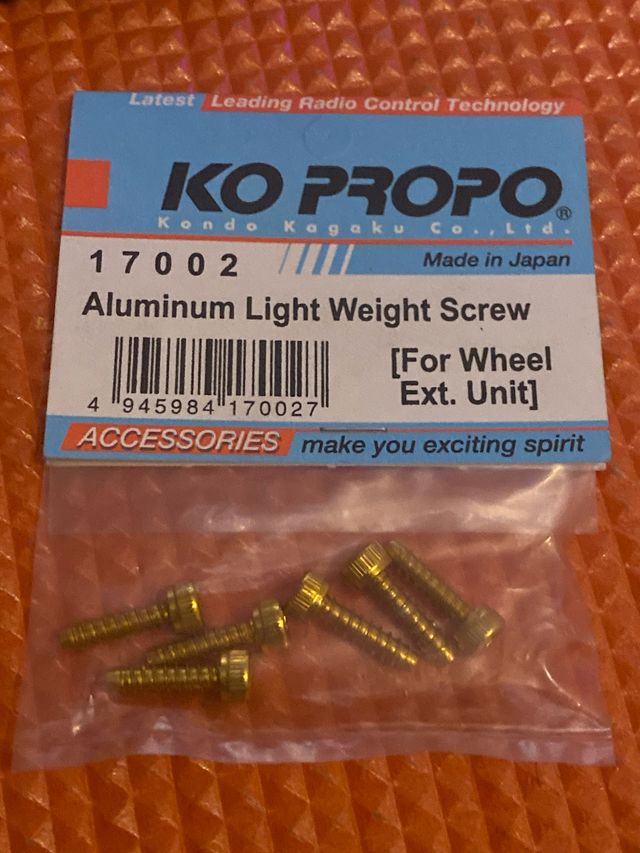 Latest Leading Radio Control Technology
KO PROPO®
Kondo Kagaku Co.,Ltd.
17002
Made in Japan
Aluminum Light Weight Screw
[For Wheel
Ext. Unit]
4 945984 170027
ACCESSORIES make you exciting spirit